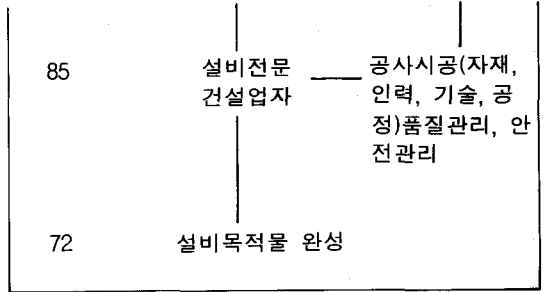 85 설비전문 공사시공(자재,
건설업자 인력, 기술, 공
정)품질관리, 안
전관리
72 설비목적물 완성